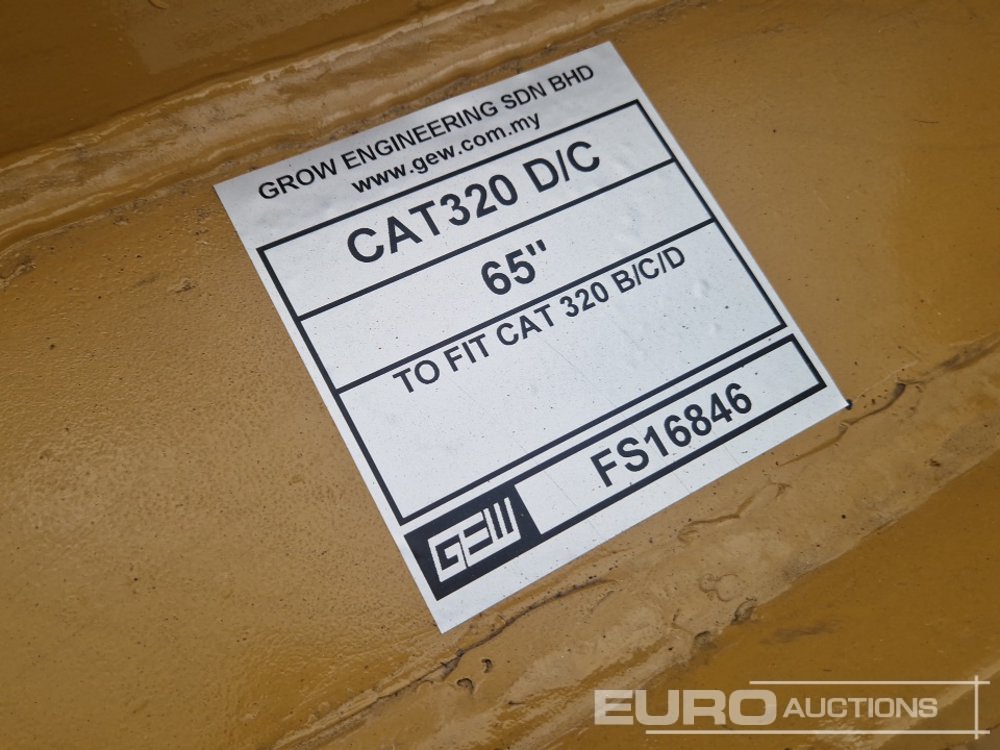 GROW ENGINEERING SDN BHD
www.gew.com.my
CAT320 D/C
65"
TO FIT CAT 320 B/C/D
GEW FS16846
EURO AUCTIONS